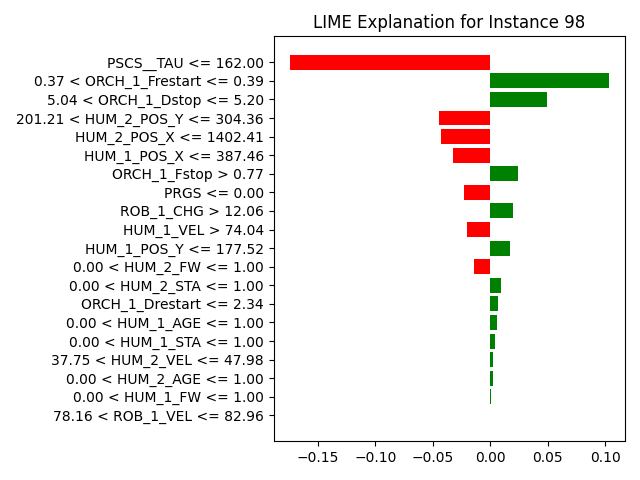 LIME Explanation for Instance 98
PSCS__TAU <= 162.00
0.37 < ORCH_1_Frestart <= 0.39
5.04 < ORCH_1_Dstop <= 5.20
201.21 < HUM_2_POS_Y <= 304.36
HUM_2_POS_X <= 1402.41
HUM_1_POS_X <= 387.46
ORCH_1_Fstop > 0.77
PRGS <= 0.00
ROB_1_CHG > 12.06
HUM_1_VEL > 74.04
HUM_1_POS_Y <= 177.52
0.00 < HUM_2_FW <= 1.00
0.00 < HUM_2_STA <= 1.00
ORCH_1_Drestart <= 2.34
0.00 < HUM_1_AGE <= 1.00
0.00 < HUM_1_STA <= 1.00
37.75 < HUM_2_VEL <= 47.98
0.00 < HUM_2_AGE <= 1.00
0.00 < HUM_1_FW <= 1.00
78.16 < ROB_1_VEL <= 82.96
−0.15 −0.10 −0.05 0.00 0.05 0.10